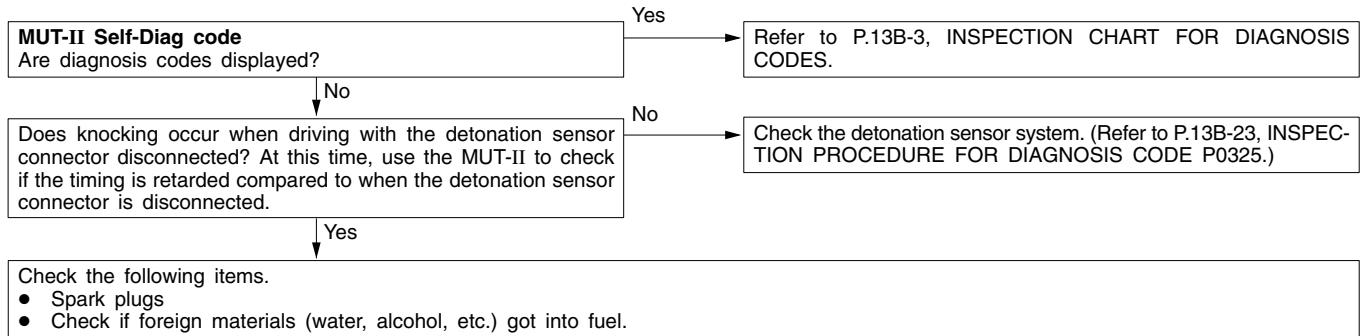 MUT-II Self-Diag code
Are diagnosis codes displayed?
Yes
Refer to P.13B-3, INSPECTION CHART FOR DIAGNOSIS
CODES.
No
Does knocking occur when driving with the detonation sensor
connector disconnected? At this time, use the MUT-II to check
if the timing is retarded compared to when the detonation sensor
connector is disconnected.
No
Check the detonation sensor system. (Refer to P.13B-23, INSPEC-
TION PROCEDURE FOR DIAGNOSIS CODE P0325.)
Yes
Check the following items.
● Spark plugs
● Check if foreign materials (water, alcohol, etc.) got into fuel.